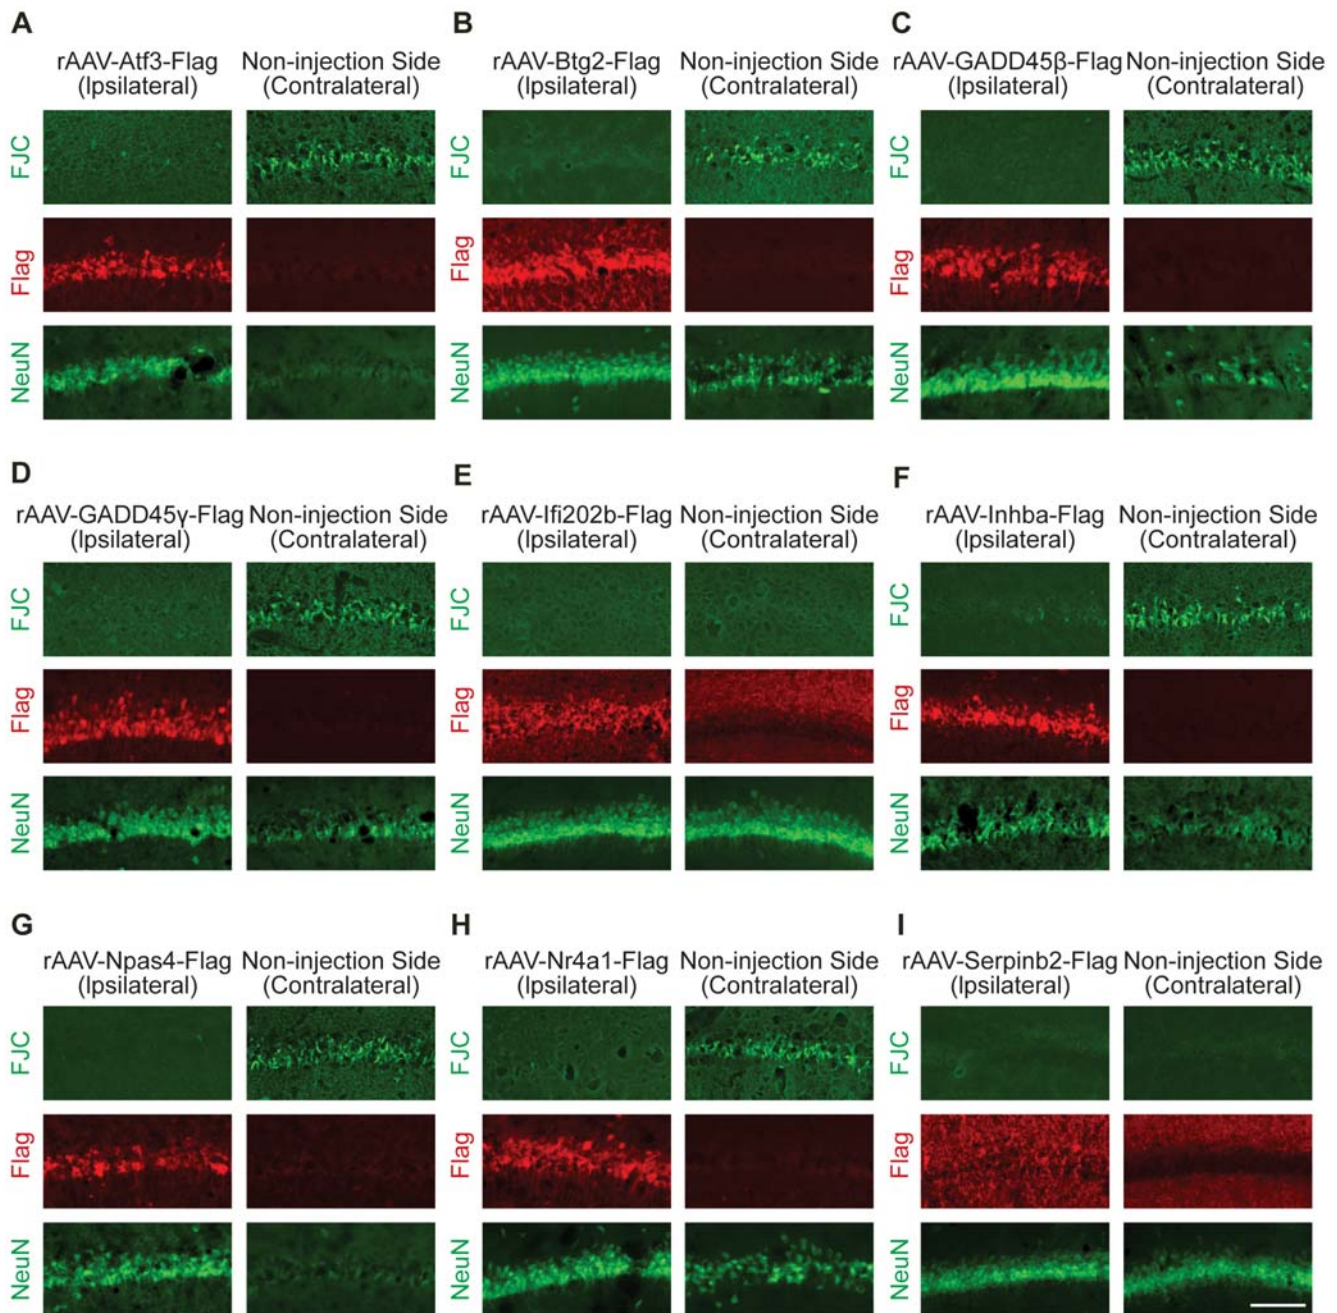 A
rAAV-Atf3-Flag Non-injection Side
(Ipsilateral) (Contralateral)
FJC
Flag
NeuN
B
rAAV-Btg2-Flag Non-injection Side
(Ipsilateral) (Contralateral)
FJC
Flag
NeuN
C
rAAV-GADD45β-Flag Non-injection Side
(Ipsilateral) (Contralateral)
FJC
Flag
NeuN
D
rAAV-GADD45γ-Flag Non-injection Side
(Ipsilateral) (Contralateral)
FJC
Flag
NeuN
E
rAAV-Ifi202b-Flag Non-injection Side
(Ipsilateral) (Contralateral)
FJC
Flag
NeuN
F
rAAV-Inhba-Flag Non-injection Side
(Ipsilateral) (Contralateral)
FJC
Flag
NeuN
G
rAAV-Npas4-Flag Non-injection Side
(Ipsilateral) (Contralateral)
FJC
Flag
NeuN
H
rAAV-Nr4a1-Flag Non-injection Side
(Ipsilateral) (Contralateral)
FJC
Flag
NeuN
I
rAAV-Serpinb2-Flag Non-injection Side
(Ipsilateral) (Contralateral)
FJC
Flag
NeuN